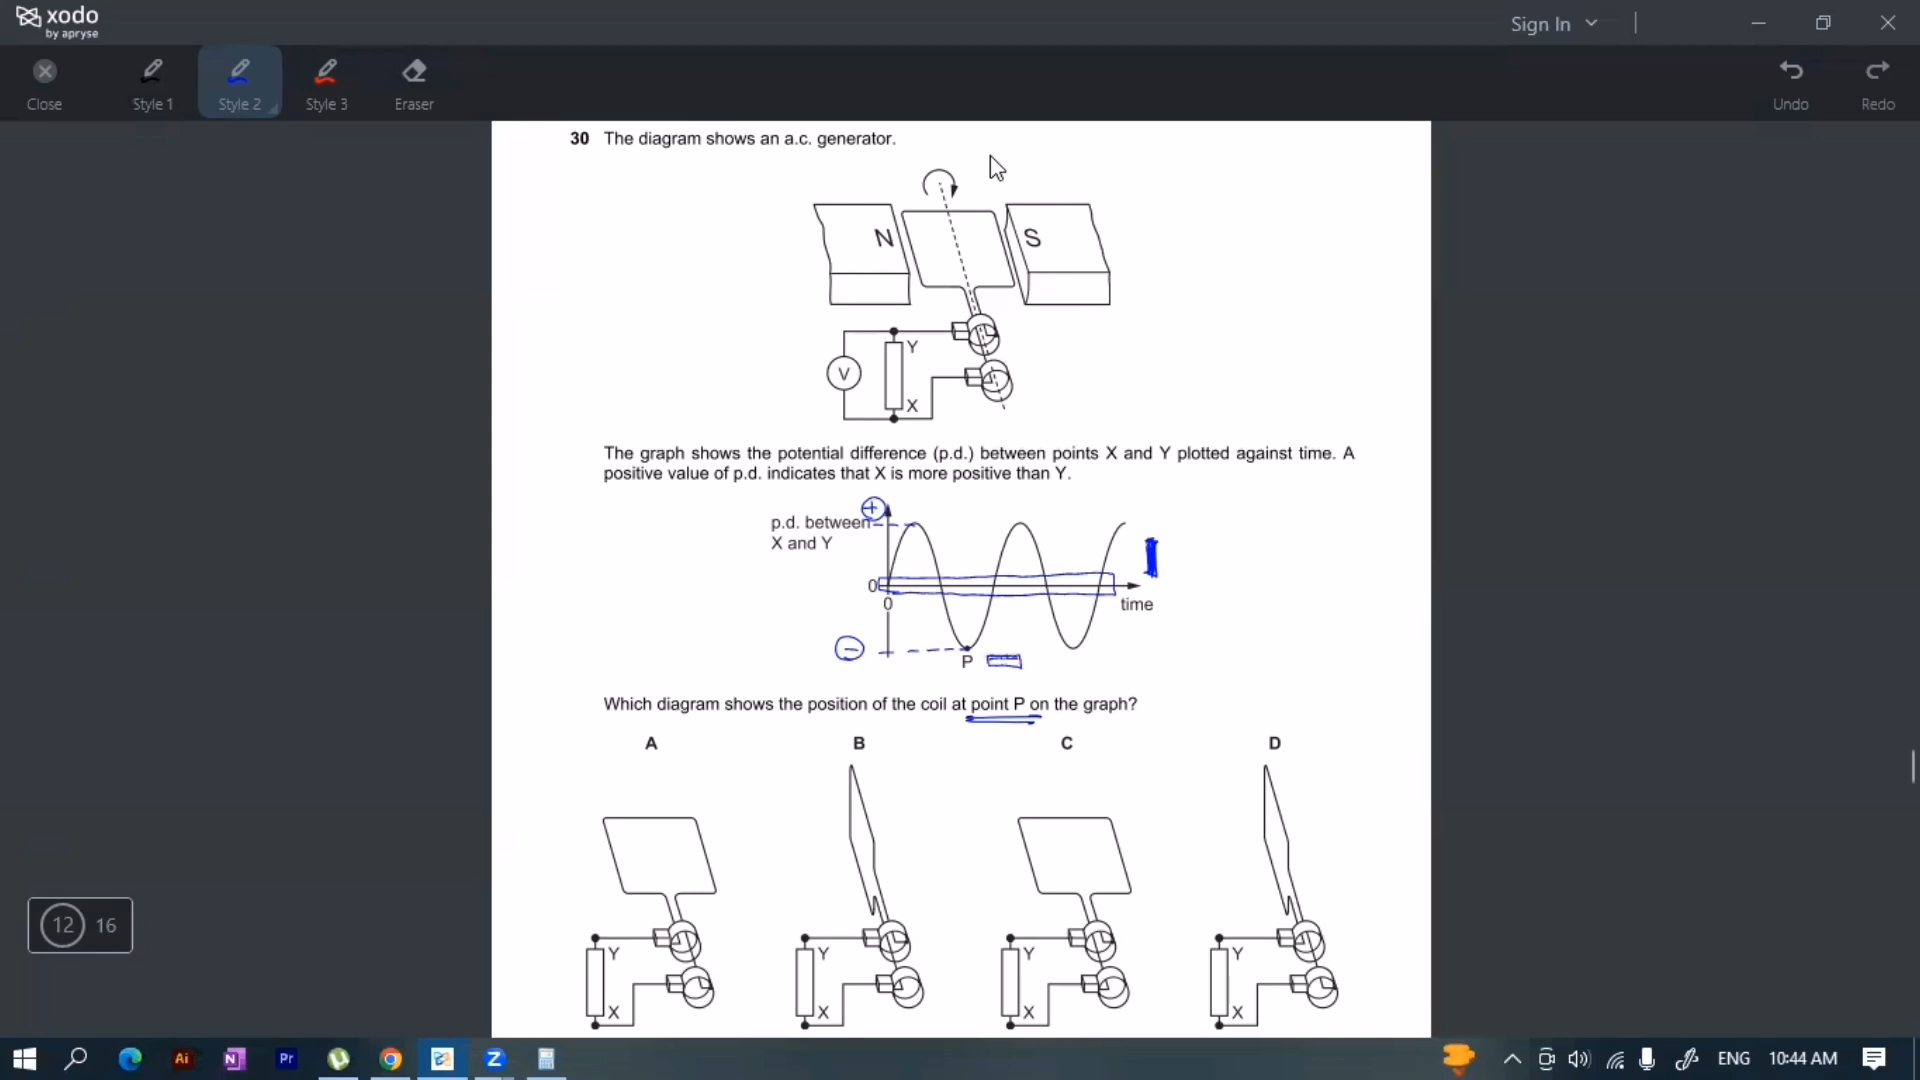 xodo
by apryse
Sign In
Close
Style 1
Style 2
Style 3
Eraser
Undo
Redo
30 The diagram shows an a.c. generator.
N
S
Y
V
X
The graph shows the potential difference (p.d.) between points X and Y plotted against time. A
positive value of p.d. indicates that X is more positive than Y.
+
p.d. between
X and Y
0
0
time
−
P
Which diagram shows the position of the coil at point P on the graph?
A B C D
Y Y Y Y
X X X X
12 16
Ai
N
Pr
Z
ENG 10:44 AM